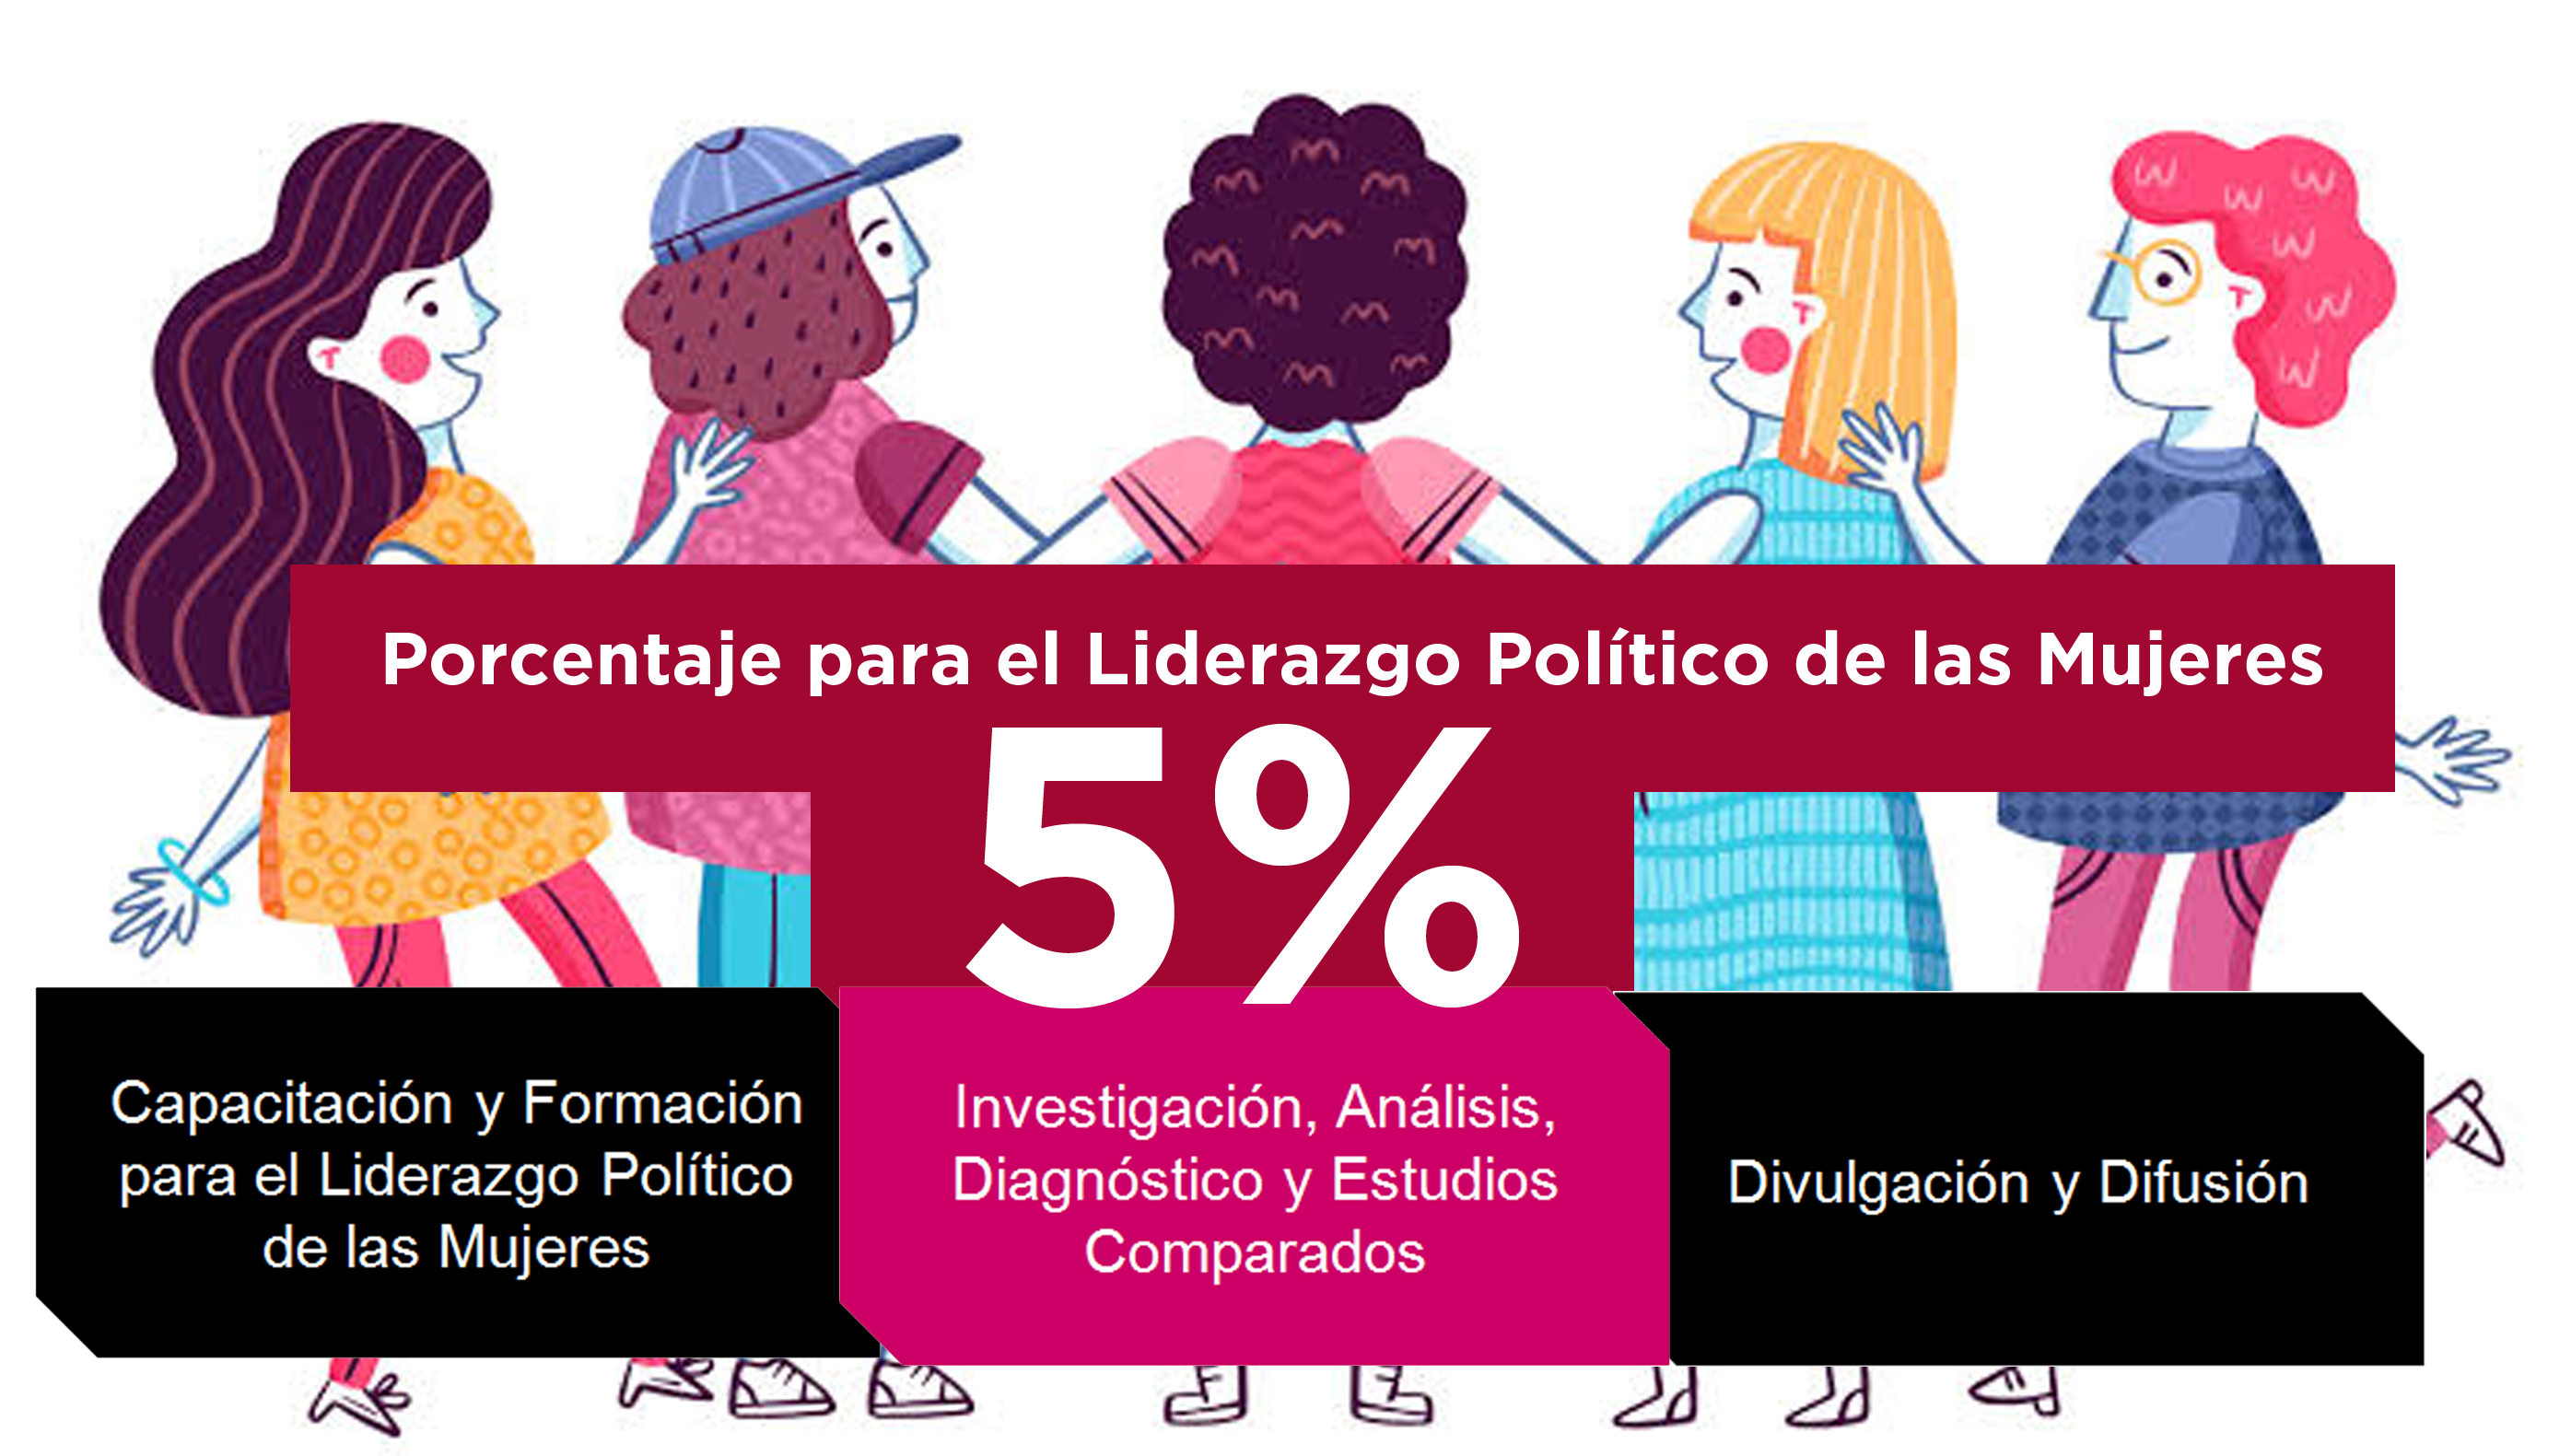 Porcentaje para el Liderazgo Político de las Mujeres
5%
Capacitación y Formación
para el Liderazgo Político
de las Mujeres
Investigación, Análisis,
Diagnóstico y Estudios
Comparados
Divulgación y Difusión